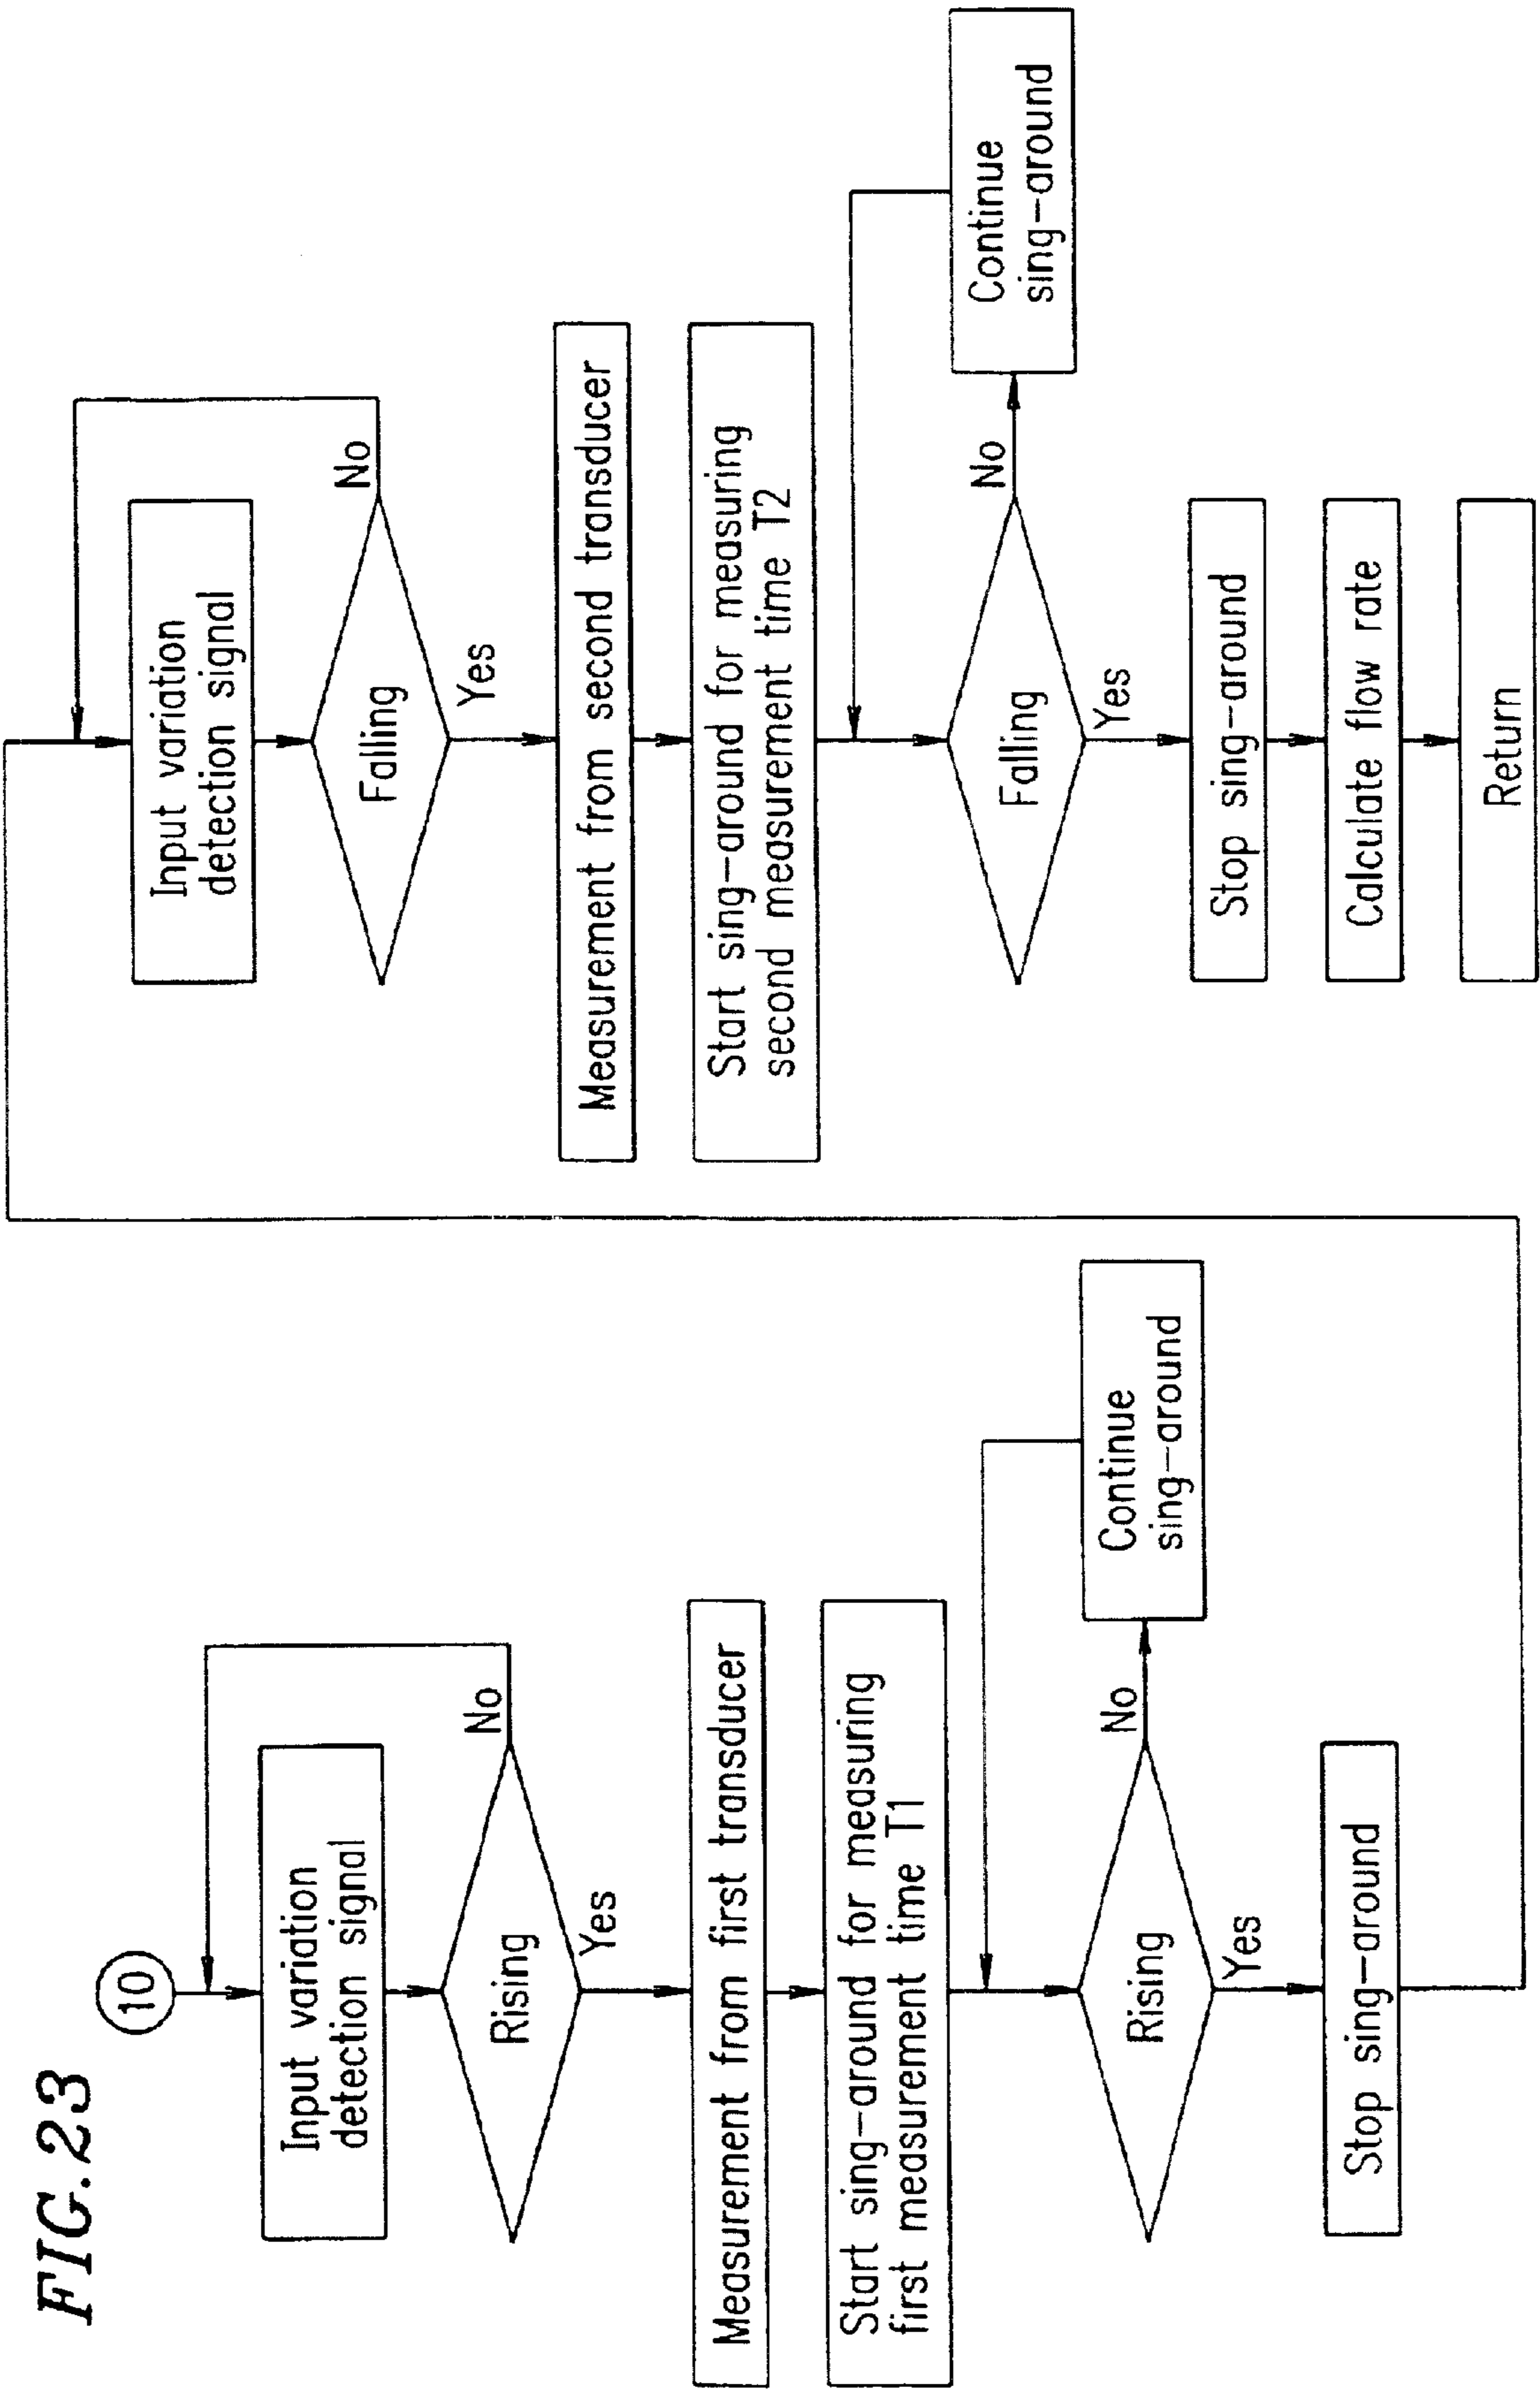 FIG. 23
10
Input variation
detection signal
Rising
No
Yes
Measurement from first transducer
Start sing-around for measuring
first measurement time T1
Rising
No
Continue
sing-around
Yes
Stop sing-around
Input variation
detection signal
Falling
No
Yes
Measurement from second transducer
Start sing-around for measuring
second measurement time T2
Falling
No
Continue
sing-around
Yes
Stop sing-around
Calculate flow rate
Return